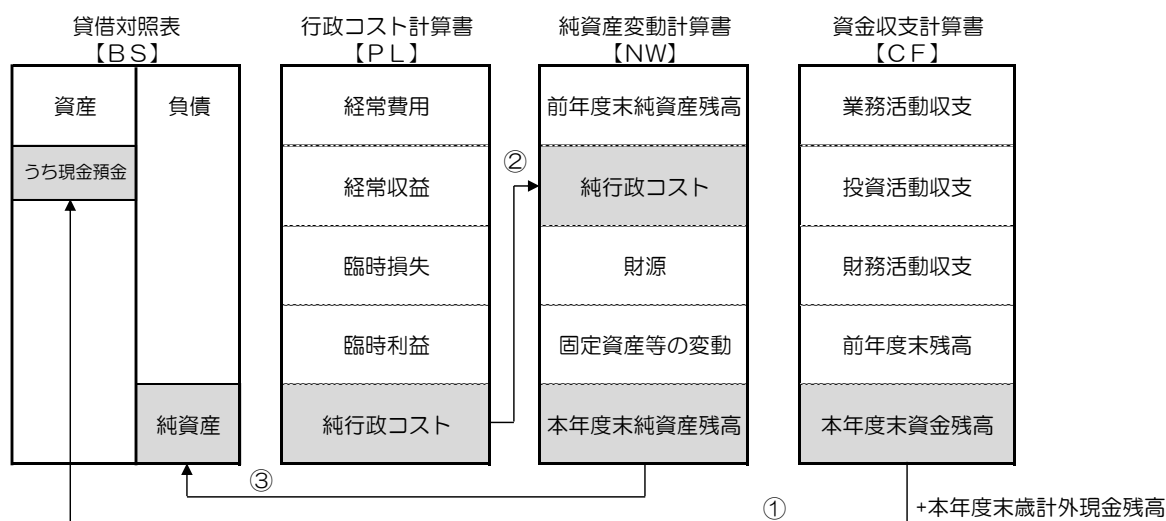 貸借対照表
【ＢＳ】
資産
負債
うち現金預金
純資産
行政コスト計算書
【ＰＬ】
経常費用
経常収益
臨時損失
臨時利益
純行政コスト
②
純資産変動計算書
【ＮＷ】
前年度末純資産残高
純行政コスト
財源
固定資産等の変動
本年度末純資産残高
資金収支計算書
【ＣＦ】
業務活動収支
投資活動収支
財務活動収支
前年度末残高
本年度末資金残高
③
①
+本年度末歳計外現金残高